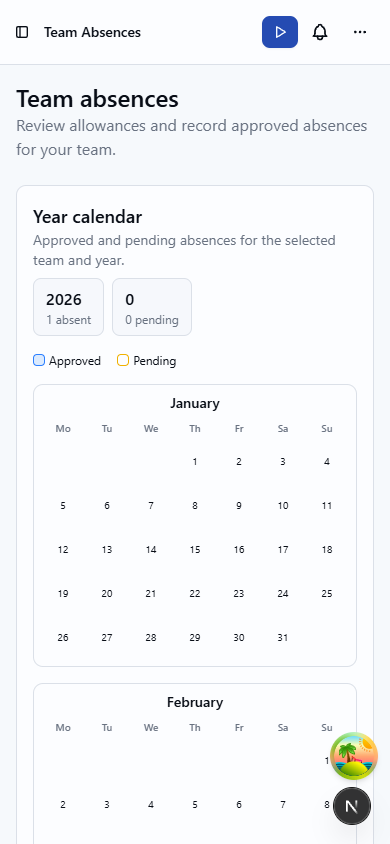 Team Absences
Team absences
Review allowances and record approved absences
for your team.
Year calendar
Approved and pending absences for the selected
team and year.
2026
1 absent
0
0 pending
Approved
Pending
January
Mo Tu We Th Fr Sa Su
1 2 3 4
5 6 7 8 9 10 11
12 13 14 15 16 17 18
19 20 21 22 23 24 25
26 27 28 29 30 31
February
Mo Tu We Th Fr Sa Su
1
2 3 4 5 6 7 8
N